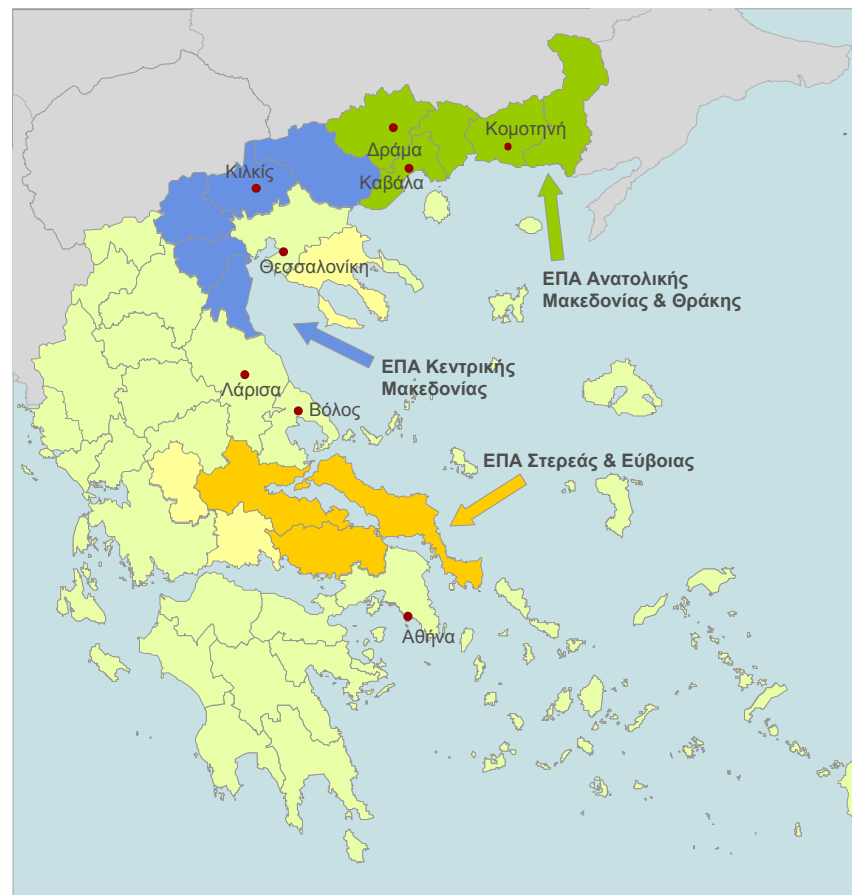 Κομοτηνή
Δράμα
Κιλκίς
Καβάλα
Θεσσαλονίκη
ΕΠΑ Ανατολικής
Μακεδονίας & Θράκης
ΕΠΑ Κεντρικής
Μακεδονίας
Λάρισα
Βόλος
ΕΠΑ Στερεάς & Εύβοιας
Αθήνα